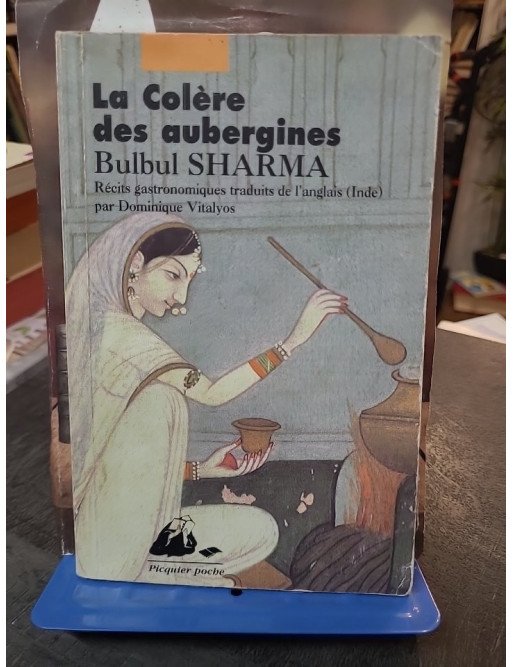 La Colère
des aubergines
Bulbul SHARMA
Récits gastronomiques traduits de l'anglais (Inde)
par Dominique Vitalyos
Picquier poche